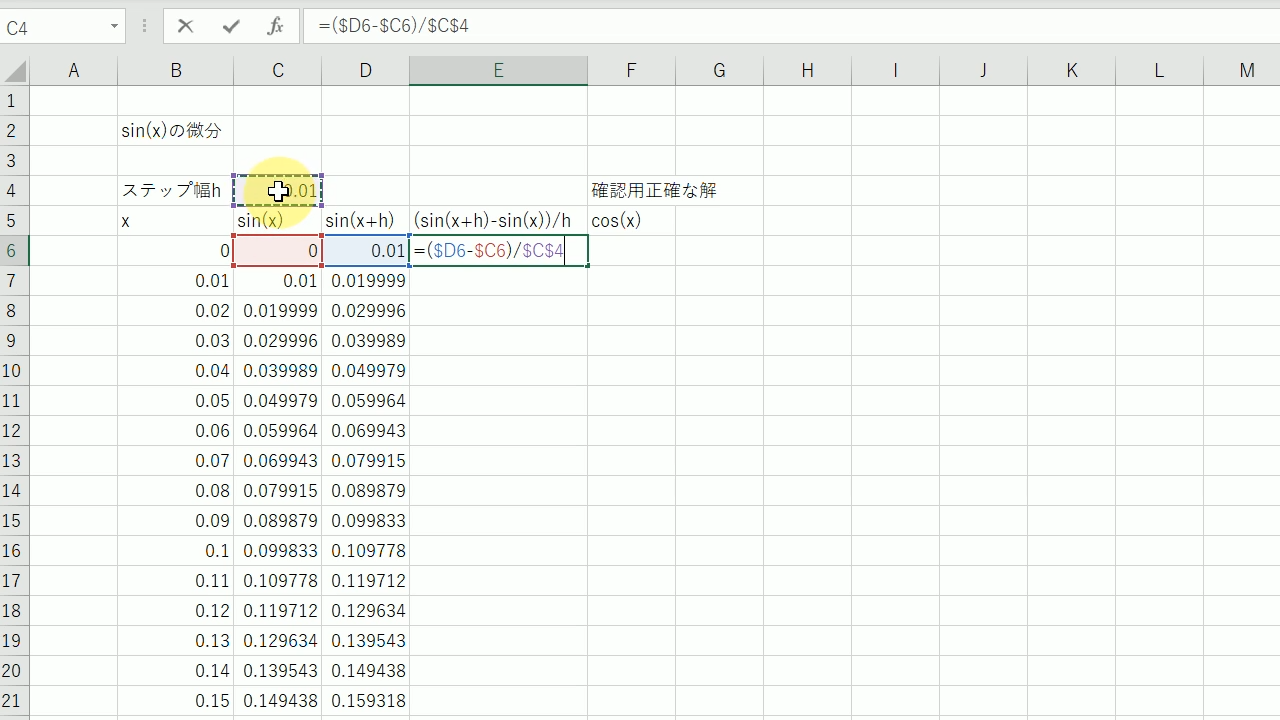 C4 =($D6-$C6)/$C$4
A B C D E F G H I J K L M
1
2 sin(x)の微分
3
4 ステップ幅h 0.01 確認用正確な解
5 x sin(x) sin(x+h) (sin(x+h)-sin(x))/h cos(x)
6 0 0 0.01 =($D6-$C6)/$C$4
7 0.01 0.01 0.019999
8 0.02 0.019999 0.029996
9 0.03 0.029996 0.039989
10 0.04 0.039989 0.049979
11 0.05 0.049979 0.059964
12 0.06 0.059964 0.069943
13 0.07 0.069943 0.079915
14 0.08 0.079915 0.089879
15 0.09 0.089879 0.099833
16 0.1 0.099833 0.109778
17 0.11 0.109778 0.119712
18 0.12 0.119712 0.129634
19 0.13 0.129634 0.139543
20 0.14 0.139543 0.149438
21 0.15 0.149438 0.159318